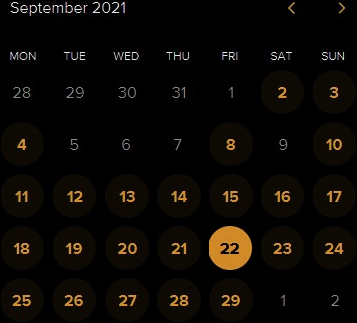 September 2021
MON TUE WED THU FRI SAT SUN
28 29 30 31 1 2 3
4 5 6 7 8 9 10
11 12 13 14 15 16 17
18 19 20 21 22 23 24
25 26 27 28 29 1 2